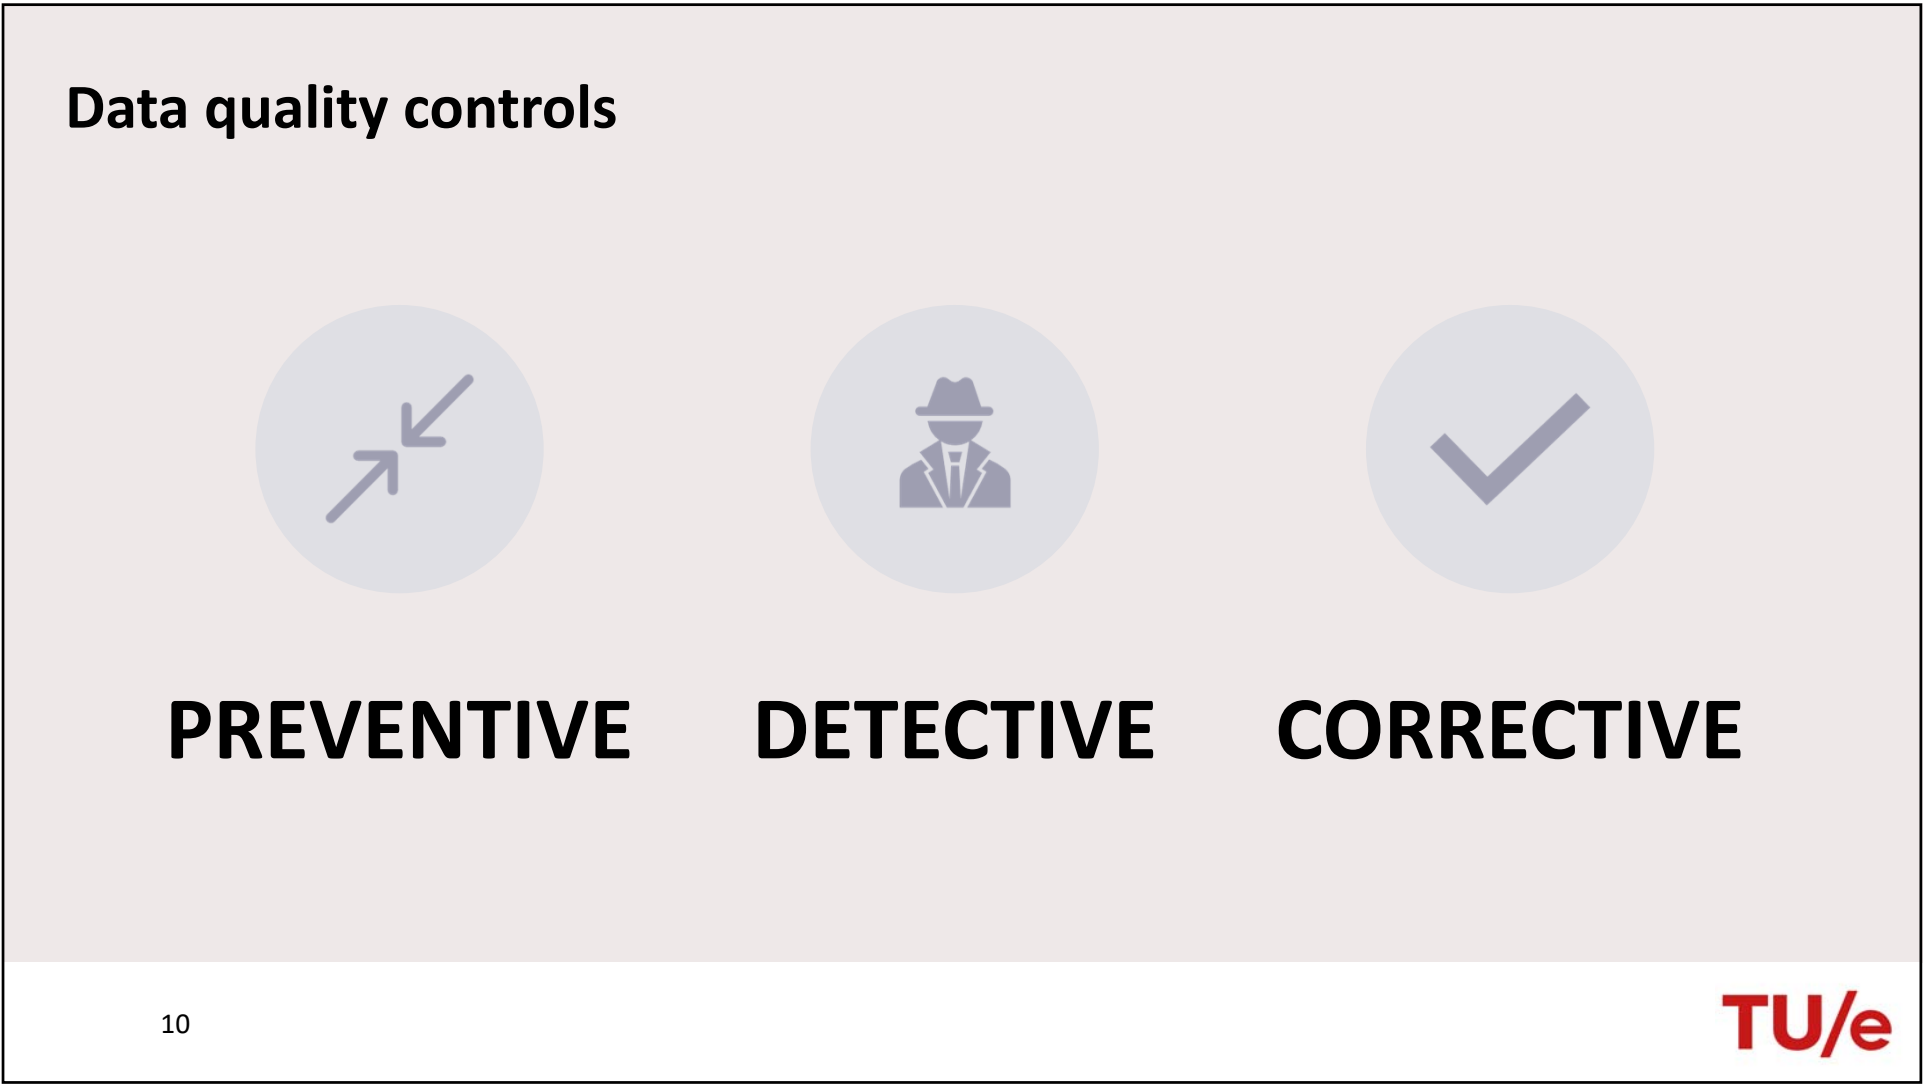 Data quality controls
PREVENTIVE
DETECTIVE
CORRECTIVE
10
TU/e